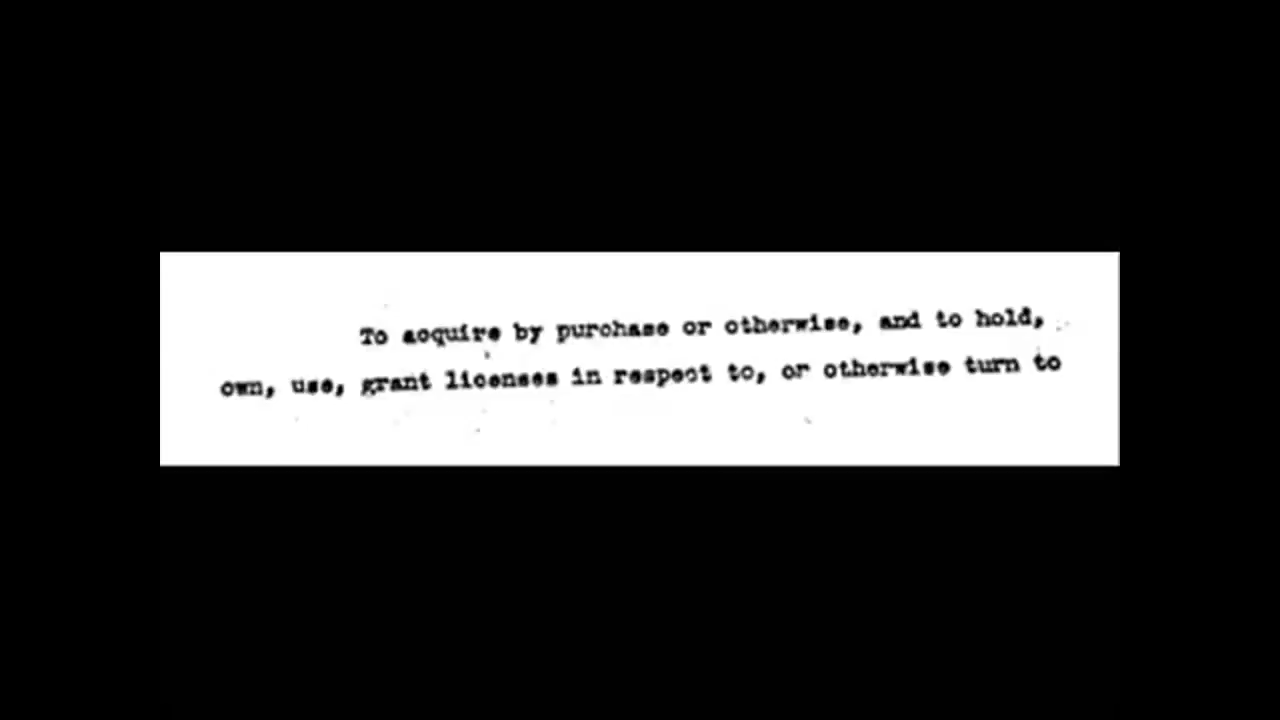 To acquire by purchase or otherwise, and to hold,
own, use, grant licenses in respect to, or otherwise turn to